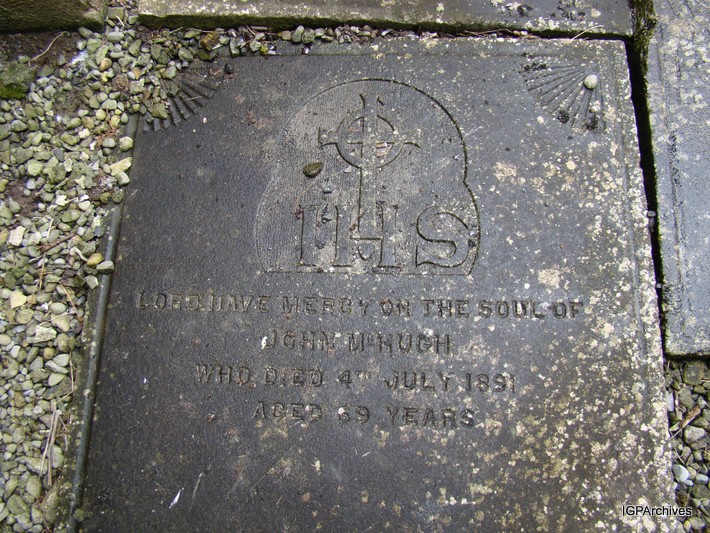 IHS
LORD HAVE MERCY ON THE SOUL OF
JOHN McHUGH
WHO DIED 4TH JULY 1891
AGED 69 YEARS
IGPArchives